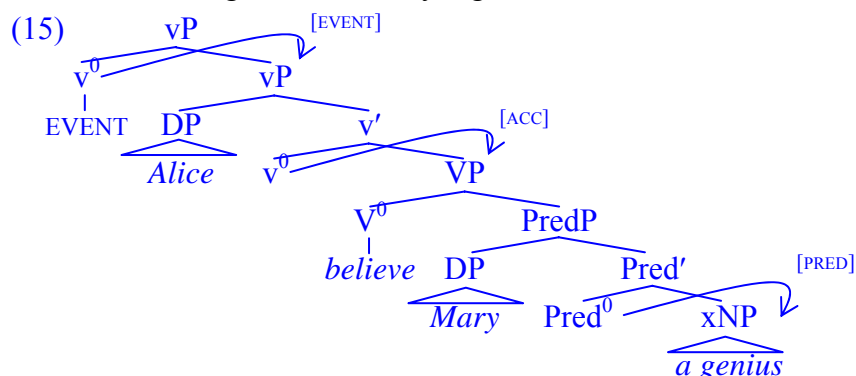 (15) vP [EVENT]
v⁰ vP
EVENT DP v′ [ACC]
Alice v⁰ VP
V⁰ PredP
believe DP Pred′ [PRED]
Mary Pred⁰ xNP
a genius